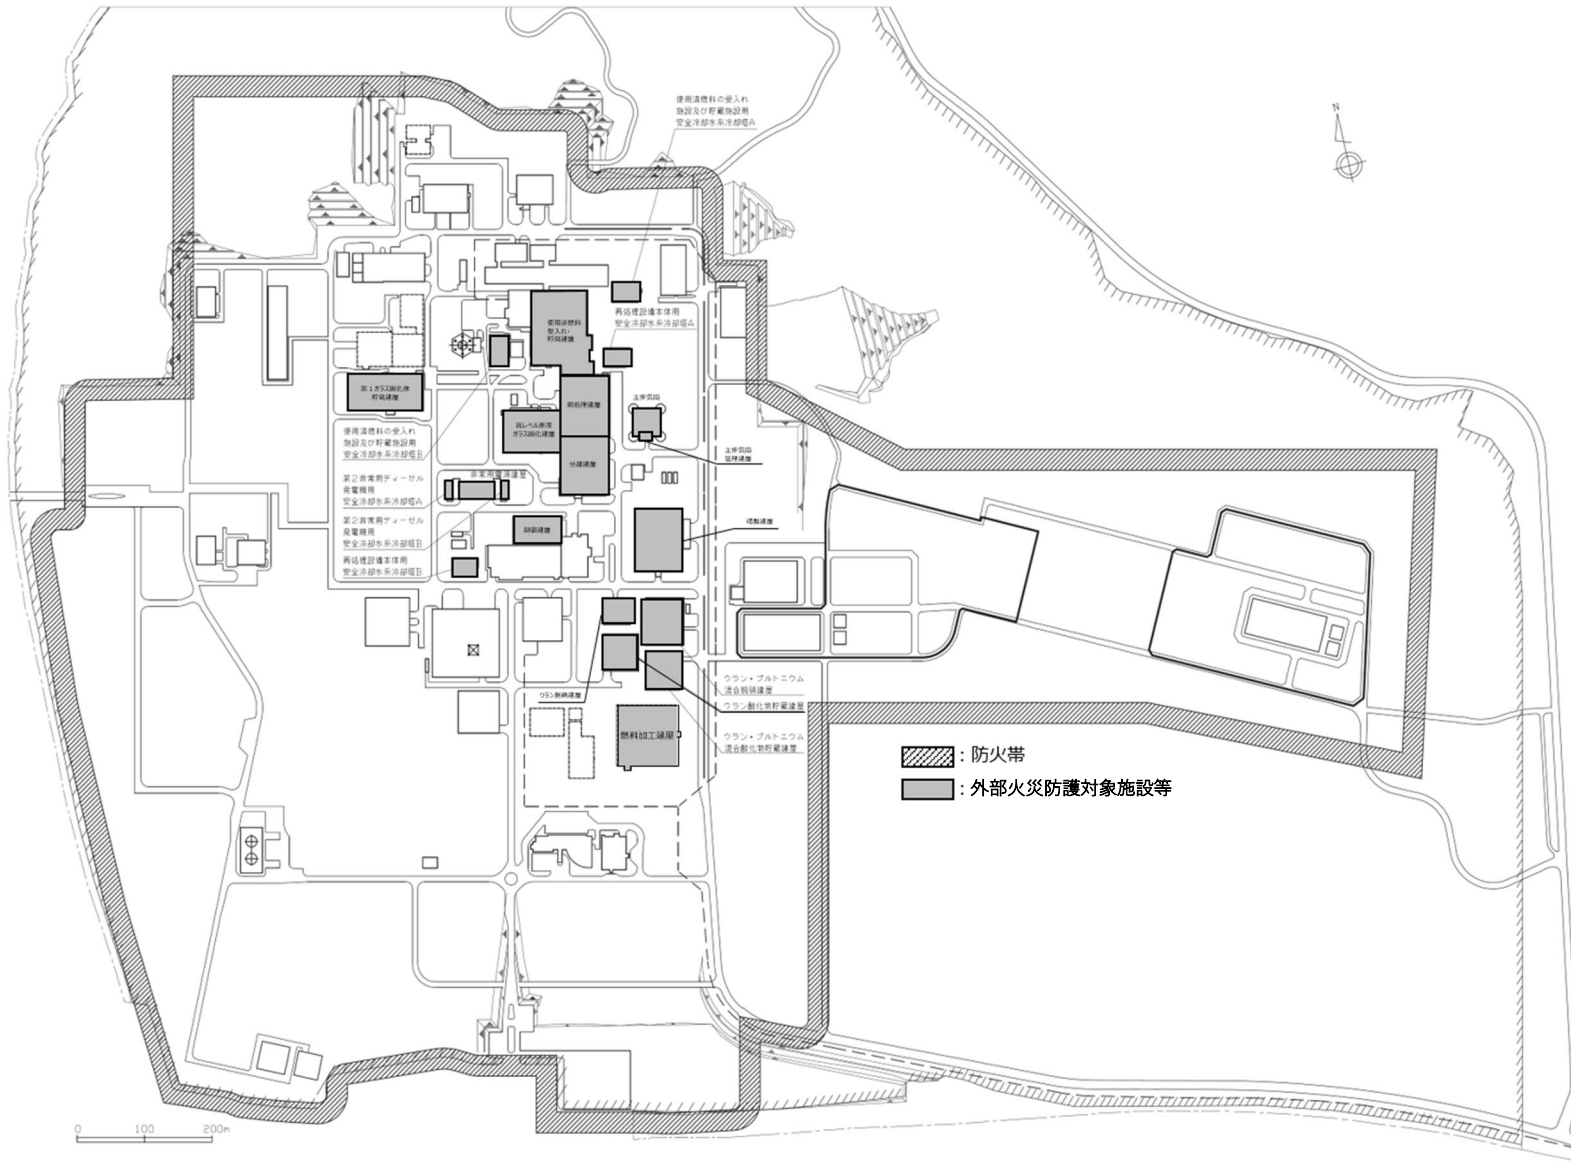 使用済燃料の受入れ
施設及び貯蔵施設用
安全冷却水系冷却塔A
N
再処理設備本体用
安全冷却水系冷却塔A
使用済燃料
受入れ・
貯蔵建屋
第1ガラス固化体
貯蔵建屋
前処理建屋
主排気筒
高レベル廃液
ガラス固化建屋
使用済燃料の受入れ
施設及び貯蔵施設用
安全冷却水系冷却塔B
主排気筒
管理建屋
分離建屋
非常用電源建屋
第2非常用ディーゼル
発電機用
安全冷却水系冷却塔A
第2非常用ディーゼル
発電機用
安全冷却水系冷却塔B
制御建屋
精製建屋
再処理設備本体用
安全冷却水系冷却塔B
ウラン・プルトニウム
混合脱硝建屋
ウラン脱硝建屋
ウラン酸化物貯蔵建屋
燃料加工建屋
ウラン・プルトニウム
混合酸化物貯蔵建屋
：防火帯
：外部火災防護対象施設等
0 100 200m